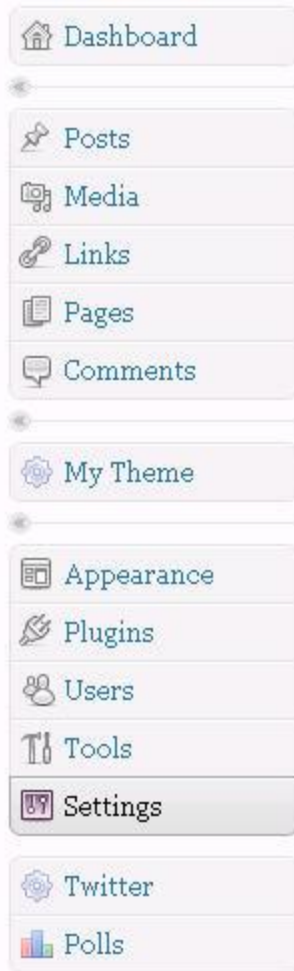 Dashboard
Posts
Media
Links
Pages
Comments
My Theme
Appearance
Plugins
Users
Tools
Settings
Twitter
Polls